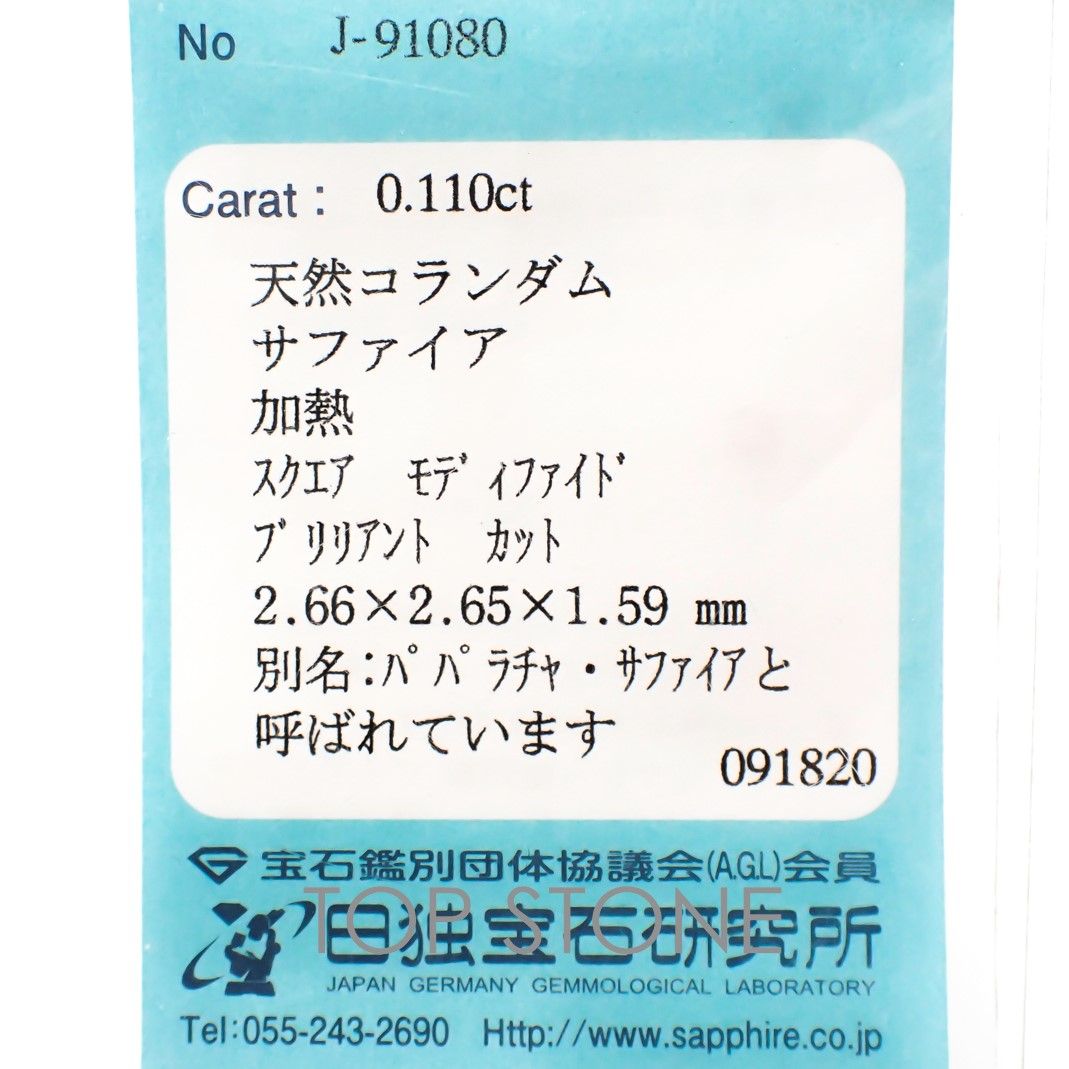 No J-91080
Carat: 0.110ct
天然コランダム
サファイア
加熱
ｽｸｴｱ ﾓﾃﾞｨﾌｧｲﾄﾞ
ﾌﾞﾘﾘｱﾝﾄ ｶｯﾄ
2.66×2.65×1.59 mm
別名:ﾊﾟﾊﾟﾗﾁｬ・ｻﾌｧｲｱと
呼ばれています
091820
宝石鑑別団体協議会(A.G.L)会員
TOP STONE
日独宝石研究所
JAPAN GERMANY GEMMOLOGICAL LABORATORY
Tel:055-243-2690 Http://www.sapphire.co.jp